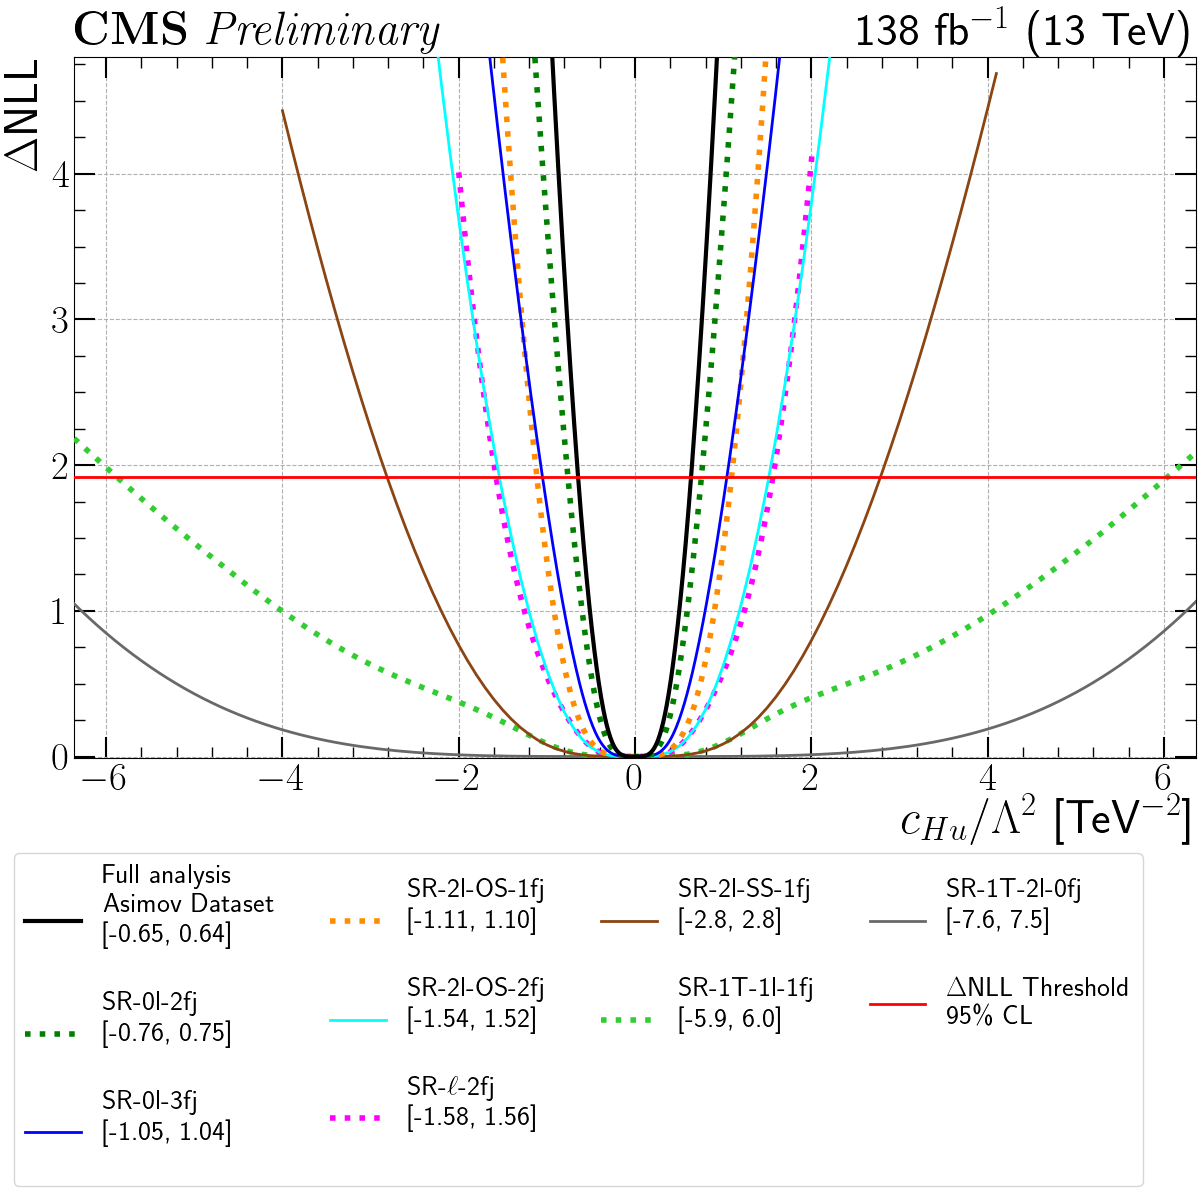 CMS Preliminary 138 fb⁻¹ (13 TeV)
ΔNLL
4
3
2
1
0
−6 −4 −2 0 2 4 6
c_{Hu}/Λ² [TeV⁻²]
Full analysis
Asimov Dataset
[-0.65, 0.64]
SR-0l-2fj
[-0.76, 0.75]
SR-0l-3fj
[-1.05, 1.04]
SR-2l-OS-1fj
[-1.11, 1.10]
SR-2l-OS-2fj
[-1.54, 1.52]
SR-ℓ-2fj
[-1.58, 1.56]
SR-2l-SS-1fj
[-2.8, 2.8]
SR-1T-1l-1fj
[-5.9, 6.0]
SR-1T-2l-0fj
[-7.6, 7.5]
ΔNLL Threshold
95% CL